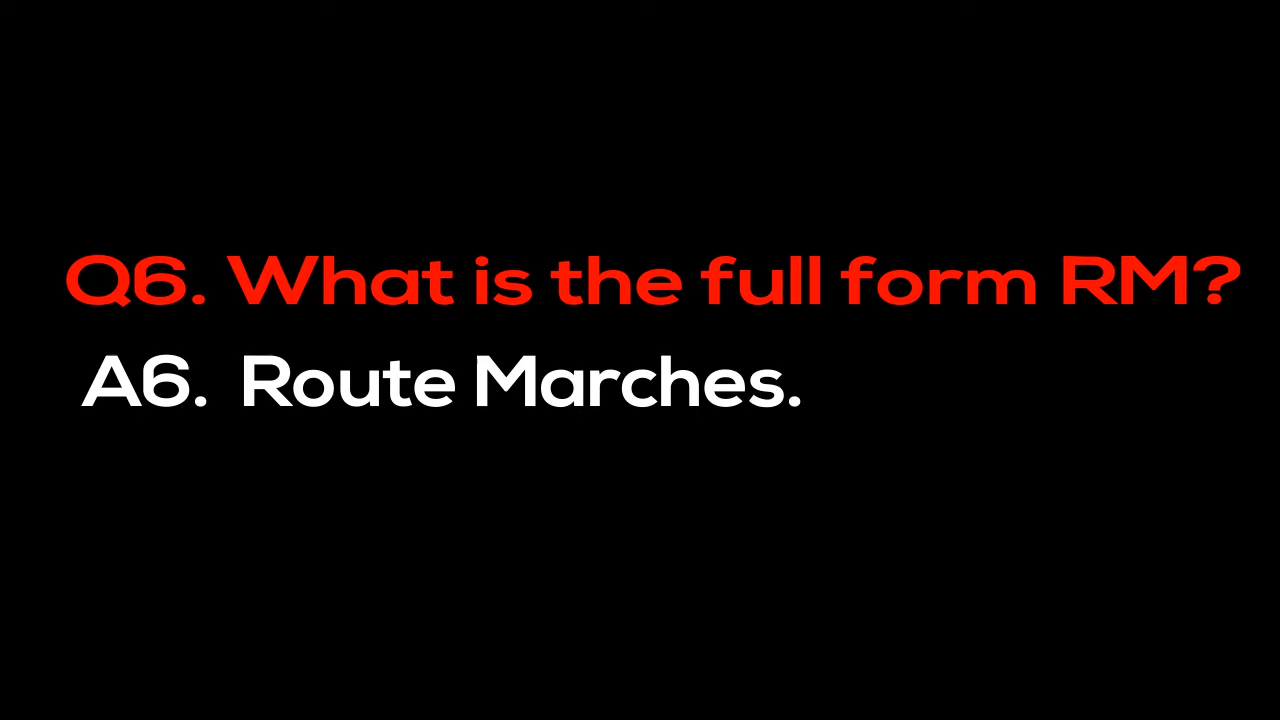 Q6. What is the full form RM?
A6. Route Marches.